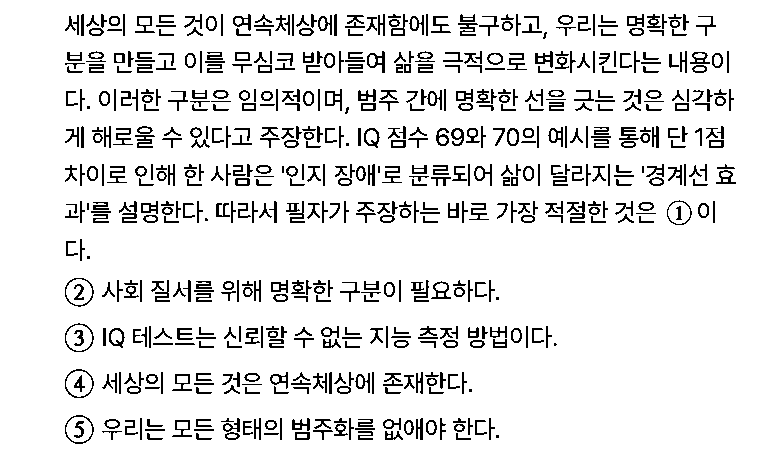 세상의 모든 것이 연속체상에 존재함에도 불구하고, 우리는 명확한 구
분을 만들고 이를 무심코 받아들여 삶을 극적으로 변화시킨다는 내용이
다. 이러한 구분은 임의적이며, 범주 간에 명확한 선을 긋는 것은 심각하
게 해로울 수 있다고 주장한다. IQ 점수 69와 70의 예시를 통해 단 1점
차이로 인해 한 사람은 '인지 장애'로 분류되어 삶이 달라지는 '경계선 효
과'를 설명한다. 따라서 필자가 주장하는 바로 가장 적절한 것은 ①이
다.
② 사회 질서를 위해 명확한 구분이 필요하다.
③ IQ 테스트는 신뢰할 수 없는 지능 측정 방법이다.
④ 세상의 모든 것은 연속체상에 존재한다.
⑤ 우리는 모든 형태의 범주화를 없애야 한다.